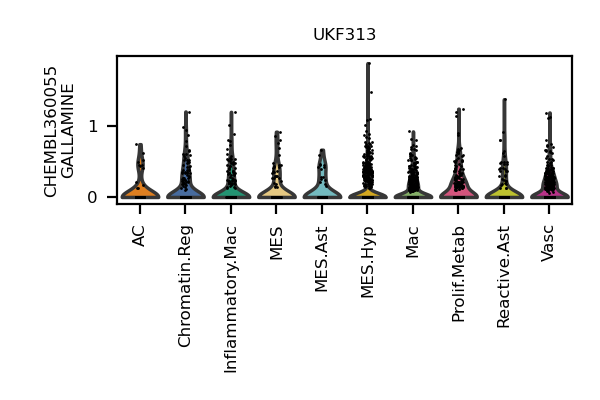 UKF313
CHEMBL360055
GALLAMINE
1
0
AC
Chromatin.Reg
Inflammatory.Mac
MES
MES.Ast
MES.Hyp
Mac
Prolif.Metab
Reactive.Ast
Vasc